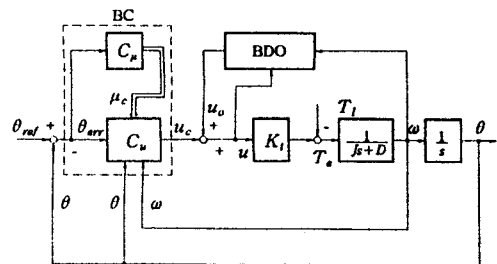 BC
C_μ
BDO
μ_c
u_o
T_l
θ_ref + θ_err C_u u_c + + u K_t - T_e 1/(Js+D) ω 1/s θ
-
θ θ ω